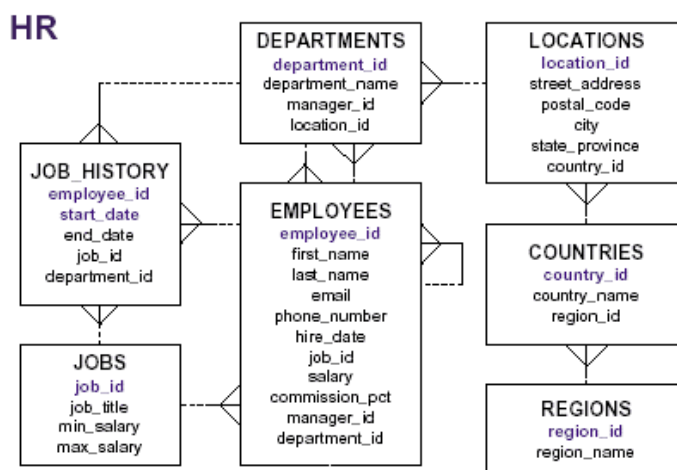 HR
DEPARTMENTS
department_id
department_name
manager_id
location_id
LOCATIONS
location_id
street_address
postal_code
city
state_province
country_id
JOB_HISTORY
employee_id
start_date
end_date
job_id
department_id
EMPLOYEES
employee_id
first_name
last_name
email
phone_number
hire_date
job_id
salary
commission_pct
manager_id
department_id
COUNTRIES
country_id
country_name
region_id
JOBS
job_id
job_title
min_salary
max_salary
REGIONS
region_id
region_name